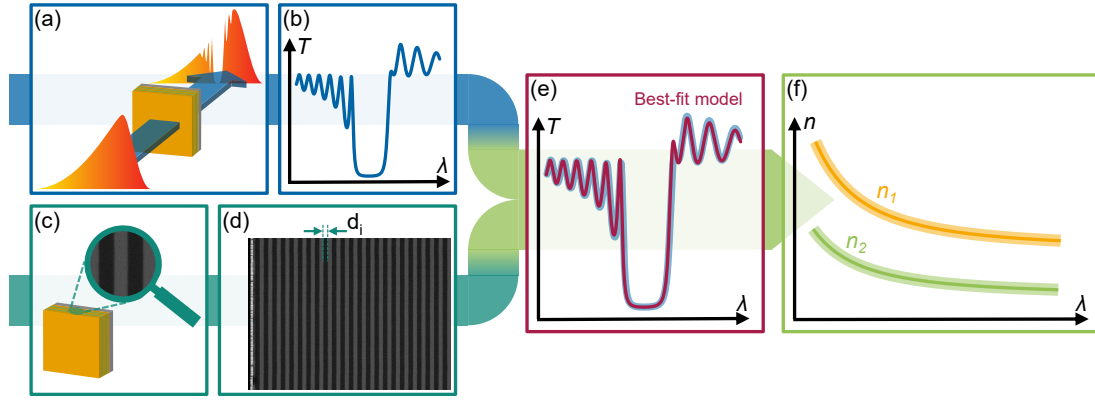 (a)
(b)
T
λ
(c)
(d)
d_i
(e)
Best-fit model
T
λ
(f)
n
n_1
n_2
λ